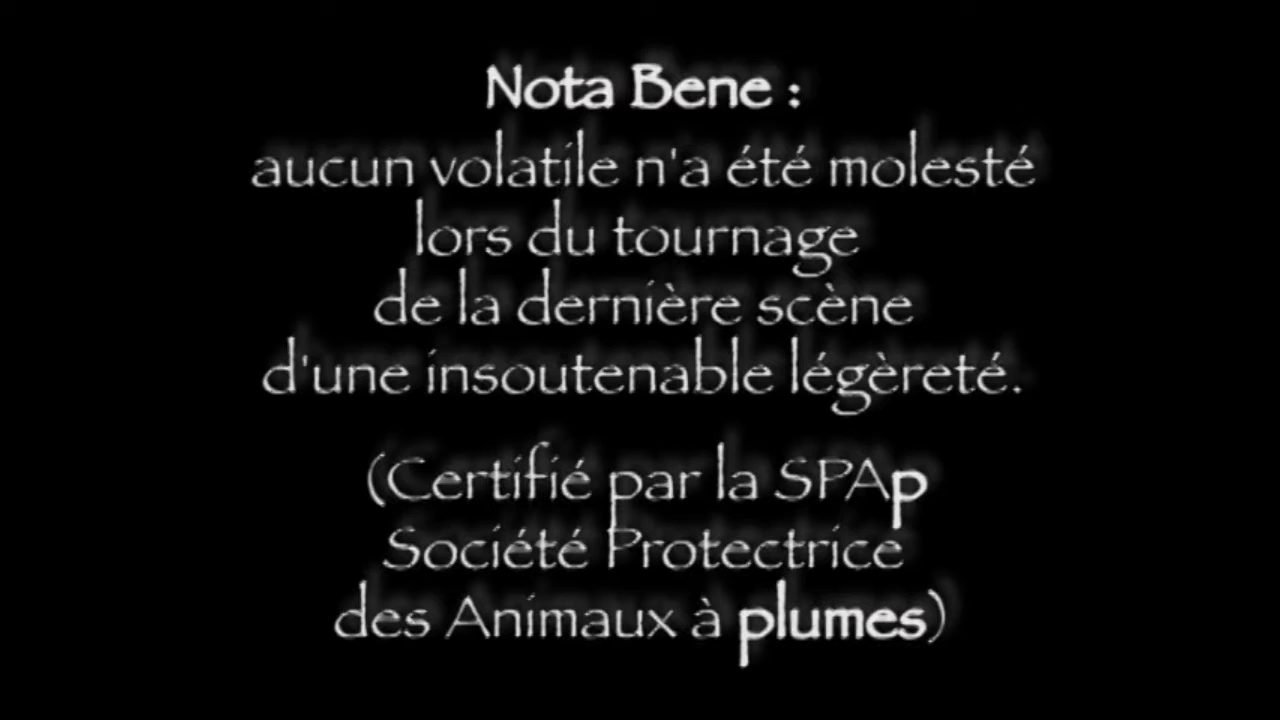 Nota Bene :
aucun volatile n'a été molesté
lors du tournage
de la dernière scène
d'une insoutenable légèreté.
(Certifié par la SPAp
Société Protectrice
des Animaux à plumes)